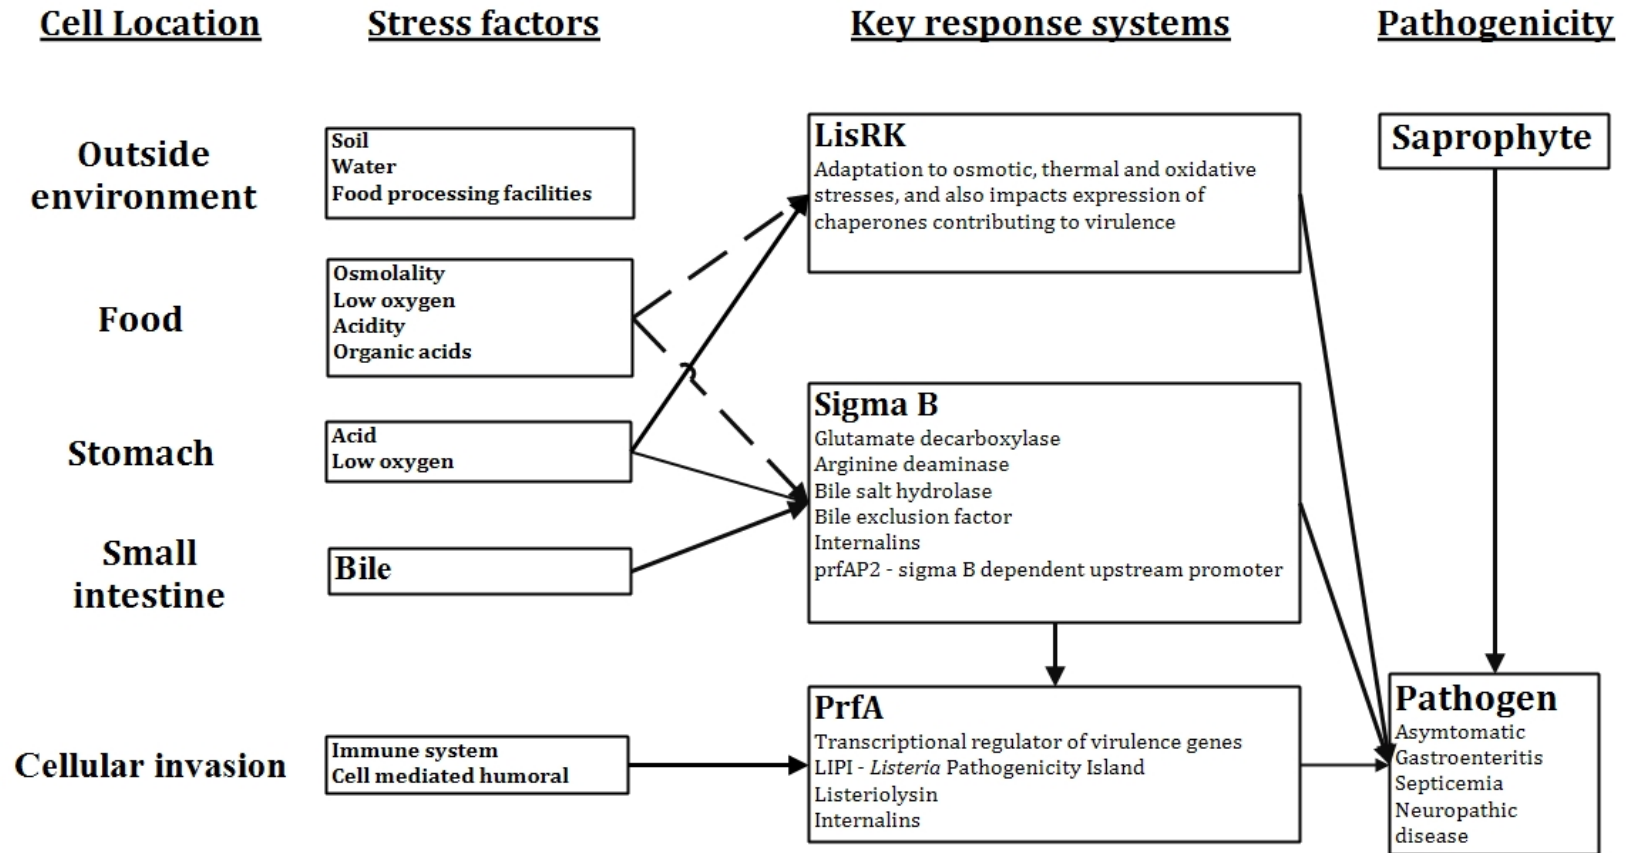 Cell Location
Stress factors
Key response systems
Pathogenicity
Outside
environment
Soil
Water
Food processing facilities
LisRK
Adaptation to osmotic, thermal and oxidative
stresses, and also impacts expression of
chaperones contributing to virulence
Saprophyte
Food
Osmolality
Low oxygen
Acidity
Organic acids
Stomach
Acid
Low oxygen
Sigma B
Glutamate decarboxylase
Arginine deaminase
Bile salt hydrolase
Bile exclusion factor
Internalins
prfAP2 - sigma B dependent upstream promoter
Small
intestine
Bile
Cellular invasion
Immune system
Cell mediated humoral
PrfA
Transcriptional regulator of virulence genes
LIPI - Listeria Pathogenicity Island
Listeriolysin
Internalins
Pathogen
Asymtomatic
Gastroenteritis
Septicemia
Neuropathic
disease